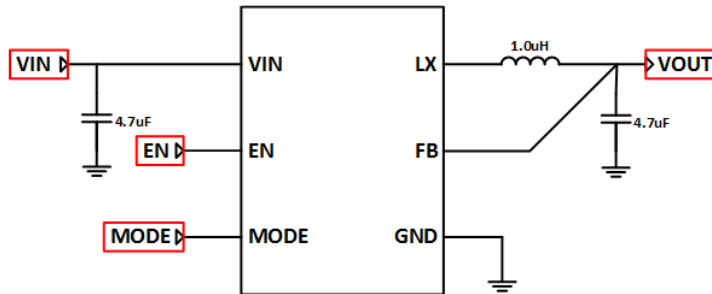 1.0uH
VIN VIN LX VOUT
4.7uF 4.7uF
EN EN FB
MODE MODE GND